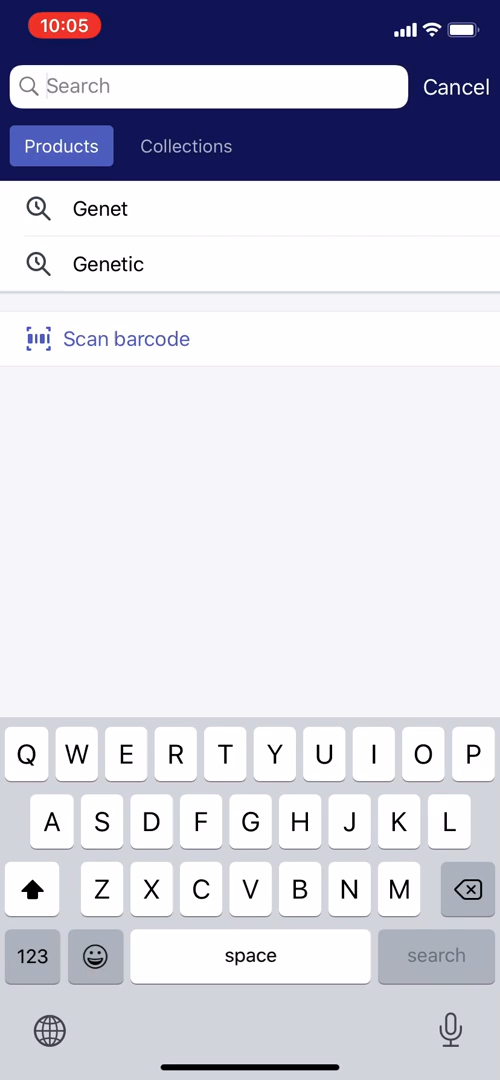 10:05
Search
Cancel
Products Collections
Genet
Genetic
Scan barcode
Q W E R T Y U I O P
A S D F G H J K L
Z X C V B N M
123 space search